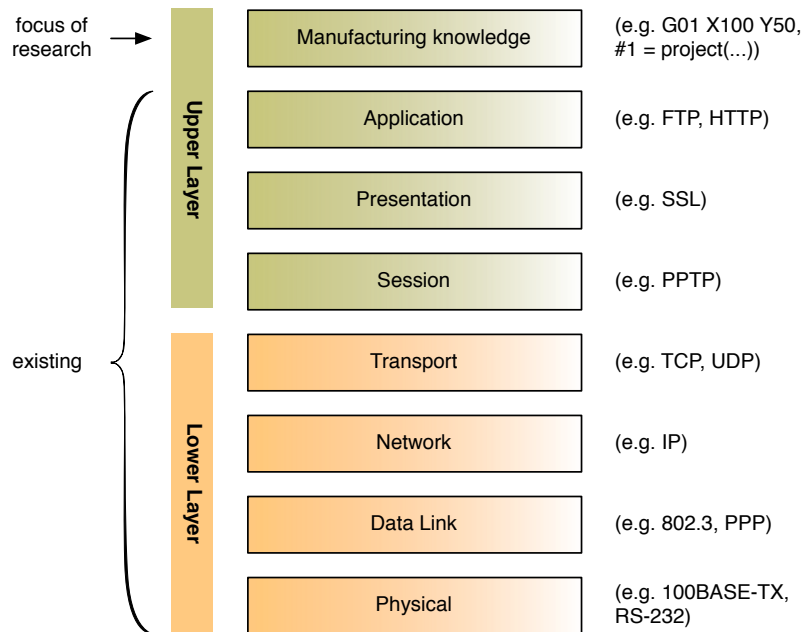 focus of
research
Manufacturing knowledge
(e.g. G01 X100 Y50,
#1 = project(...))
Upper Layer
Application
(e.g. FTP, HTTP)
Presentation
(e.g. SSL)
Session
(e.g. PPTP)
existing
Lower Layer
Transport
(e.g. TCP, UDP)
Network
(e.g. IP)
Data Link
(e.g. 802.3, PPP)
Physical
(e.g. 100BASE-TX,
RS-232)